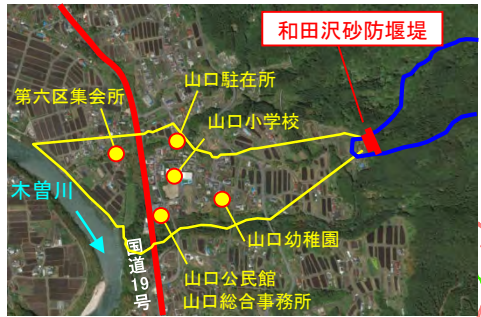 和田沢砂防堰堤
山口駐在所
第六区集会所
山口小学校
木曽川
山口幼稚園
国道19号
山口公民館
山口総合事務所